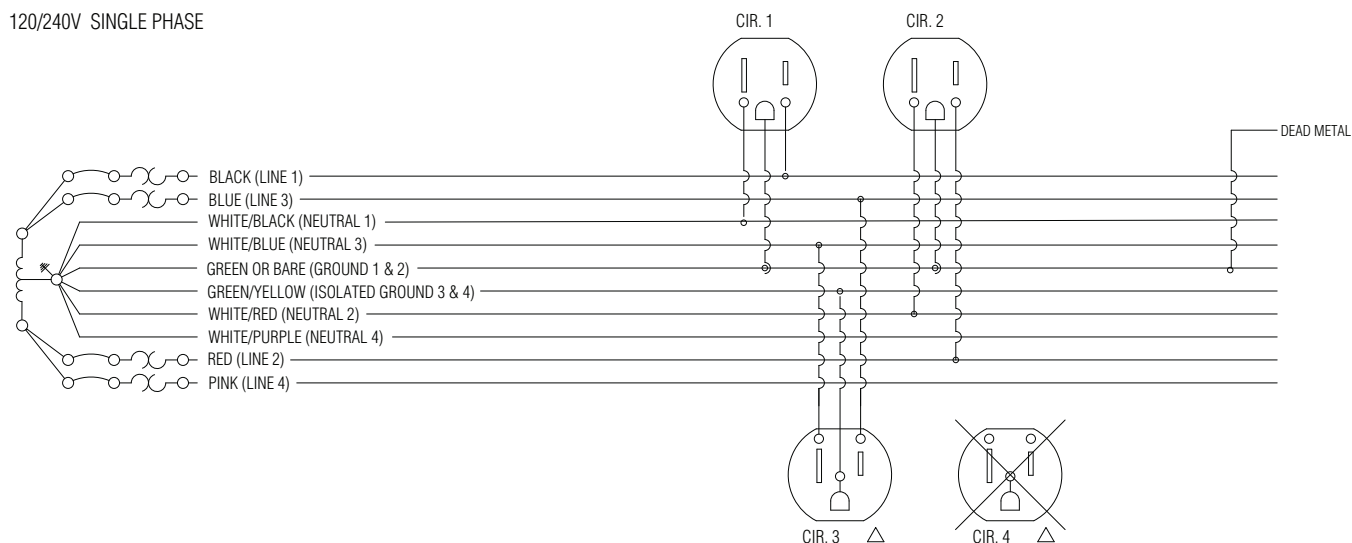 120/240V SINGLE PHASE
CIR. 1
CIR. 2
DEAD METAL
BLACK (LINE 1)
BLUE (LINE 3)
WHITE/BLACK (NEUTRAL 1)
WHITE/BLUE (NEUTRAL 3)
GREEN OR BARE (GROUND 1 & 2)
GREEN/YELLOW (ISOLATED GROUND 3 & 4)
WHITE/RED (NEUTRAL 2)
WHITE/PURPLE (NEUTRAL 4)
RED (LINE 2)
PINK (LINE 4)
CIR. 3
CIR. 4